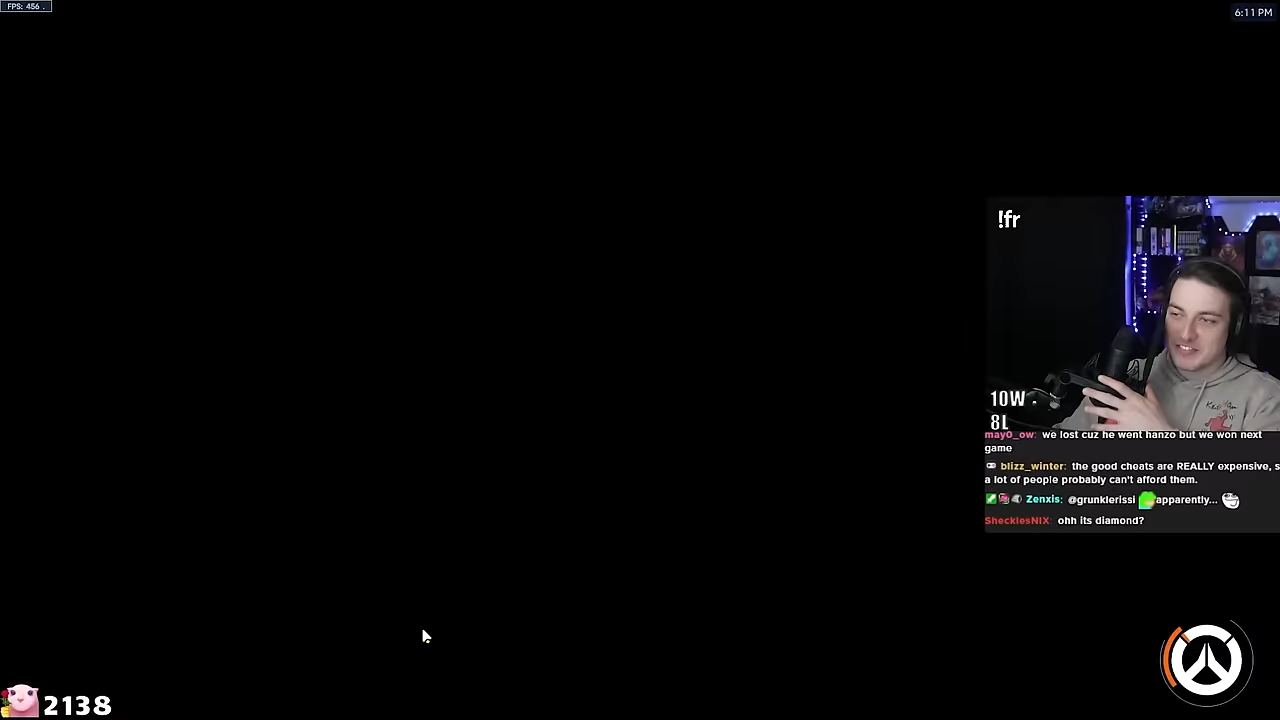 FPS: 456 .
6:11 PM
!fr
10W
8L
may0_ow: we lost cuz he went hanzo but we won next
game
blizz_winter: the good cheats are REALLY expensive, s
a lot of people probably can't afford them.
Zenxis: @grunklerissi apparently...
SheckiesNIX: ohh its diamond?
2138